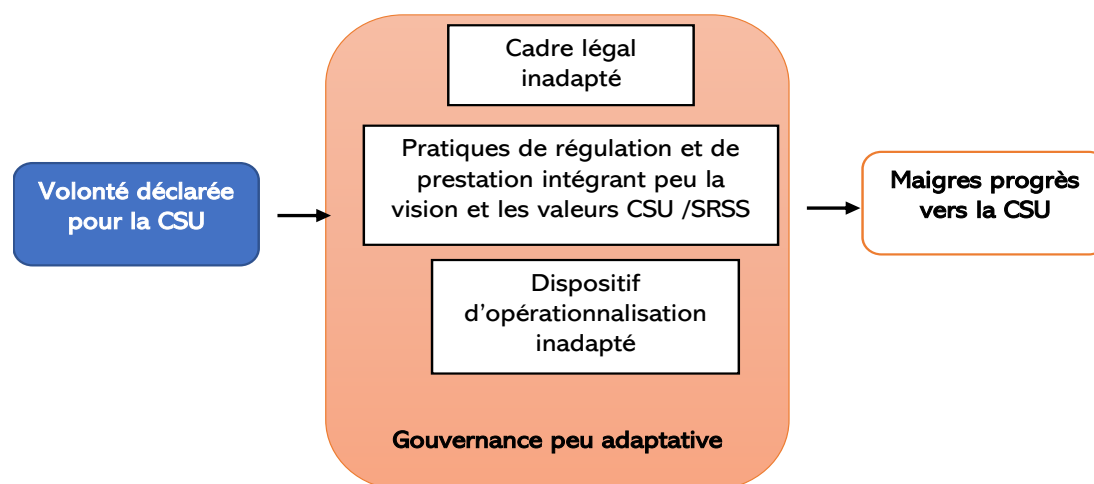 Volonté déclarée
pour la CSU
Cadre légal
inadapté
Pratiques de régulation et de
prestation intégrant peu la
vision et les valeurs CSU /SRSS
Dispositif
d'opérationnalisation
inadapté
Gouvernance peu adaptative
Maigres progrès
vers la CSU